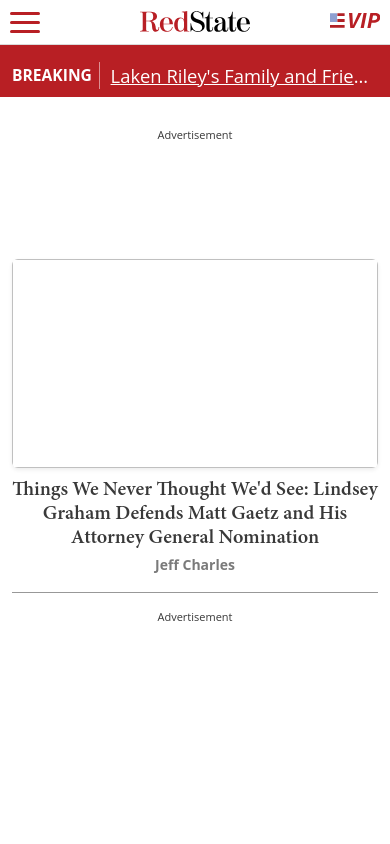 RedState
VIP
BREAKING
Laken Riley's Family and Frie...
Advertisement
Things We Never Thought We'd See: Lindsey
Graham Defends Matt Gaetz and His
Attorney General Nomination
Jeff Charles
Advertisement